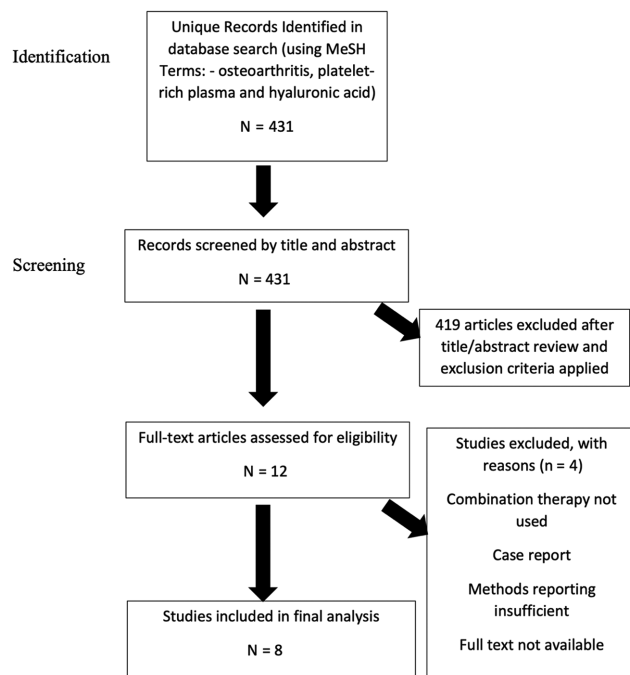 Identification
Unique Records Identified in
database search (using MeSH
Terms: - osteoarthritis, platelet-
rich plasma and hyaluronic acid)
N = 431
Screening
Records screened by title and abstract
N = 431
419 articles excluded after
title/abstract review and
exclusion criteria applied
Full-text articles assessed for eligibility
N = 12
Studies excluded, with
reasons (n = 4)
Combination therapy not
used
Case report
Methods reporting
insufficient
Full text not available
Studies included in final analysis
N = 8